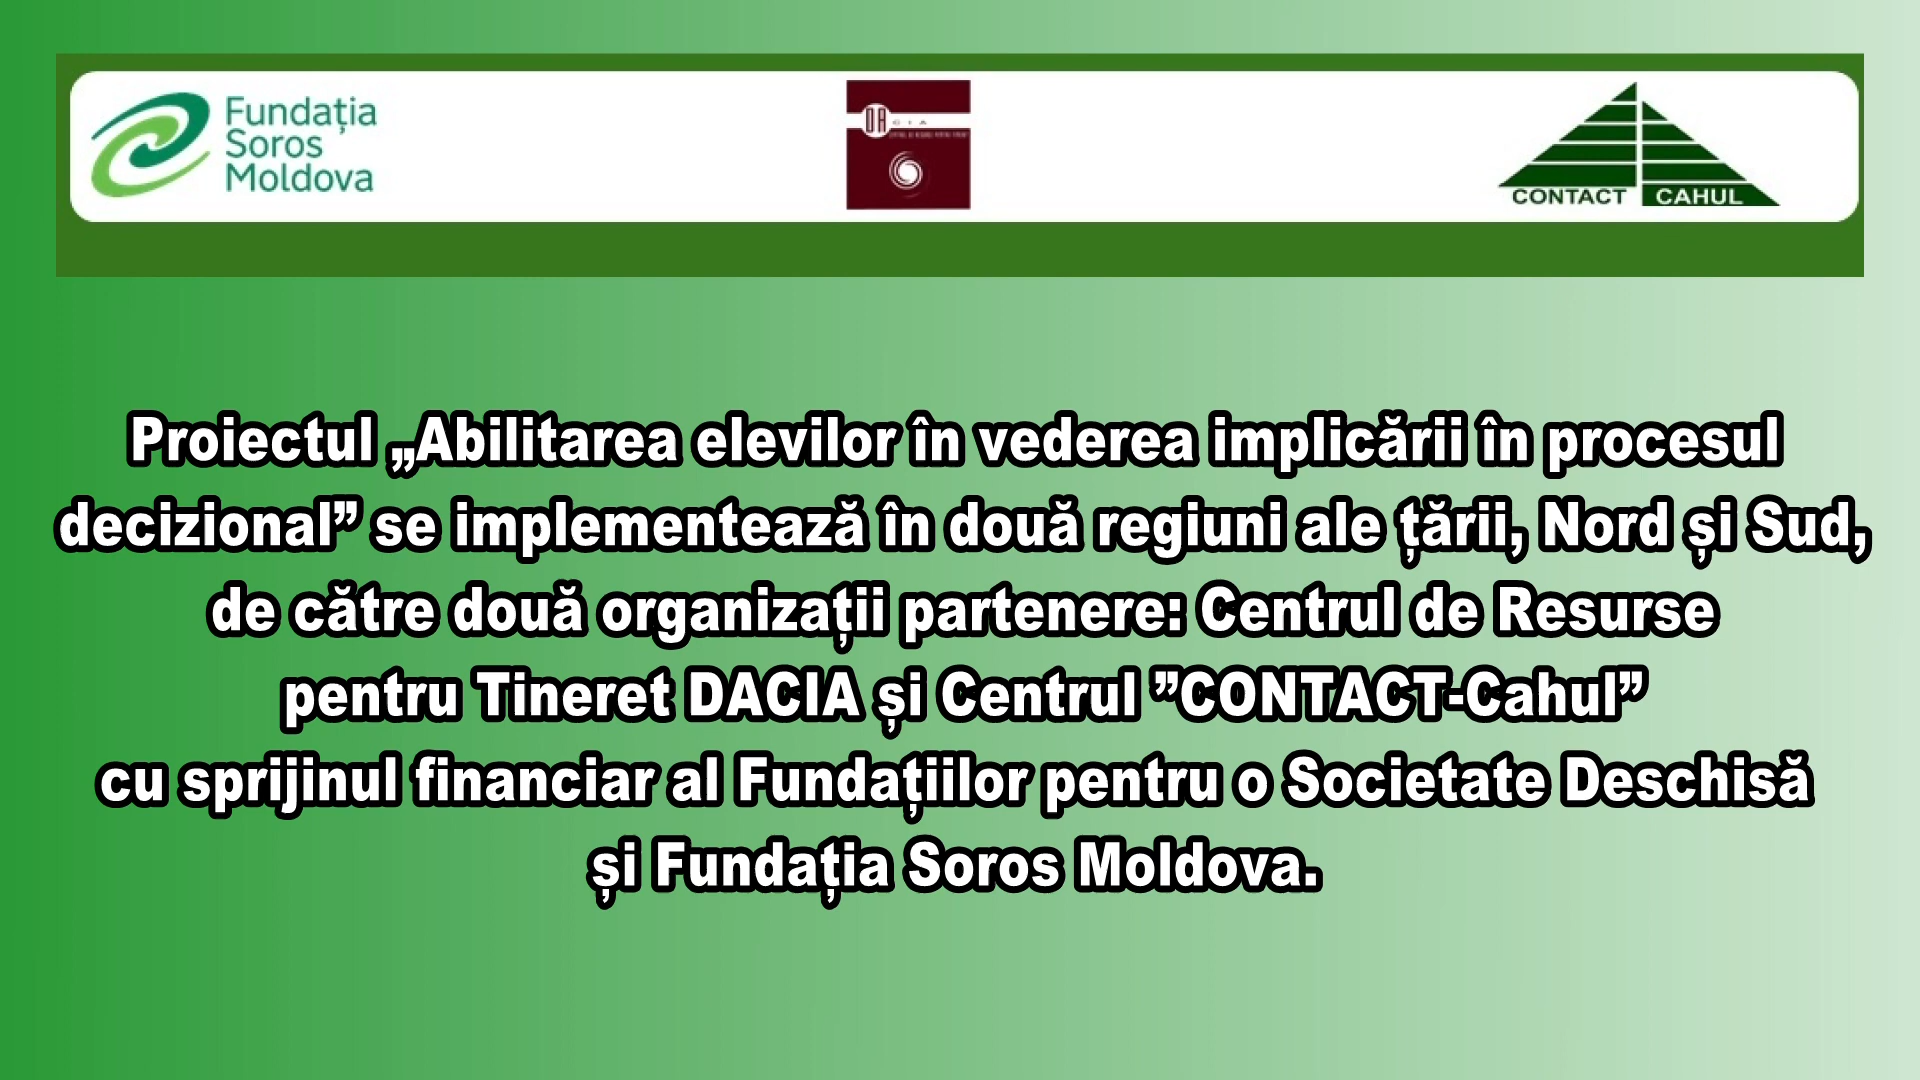 Fundația
Soros
Moldova
DACIA
CONTACT CAHUL
Proiectul „Abilitarea elevilor în vederea implicării în procesul
decizional” se implementează în două regiuni ale țării, Nord și Sud,
de către două organizații partenere: Centrul de Resurse
pentru Tineret DACIA și Centrul ”CONTACT-Cahul”
cu sprijinul financiar al Fundațiilor pentru o Societate Deschisă
și Fundația Soros Moldova.